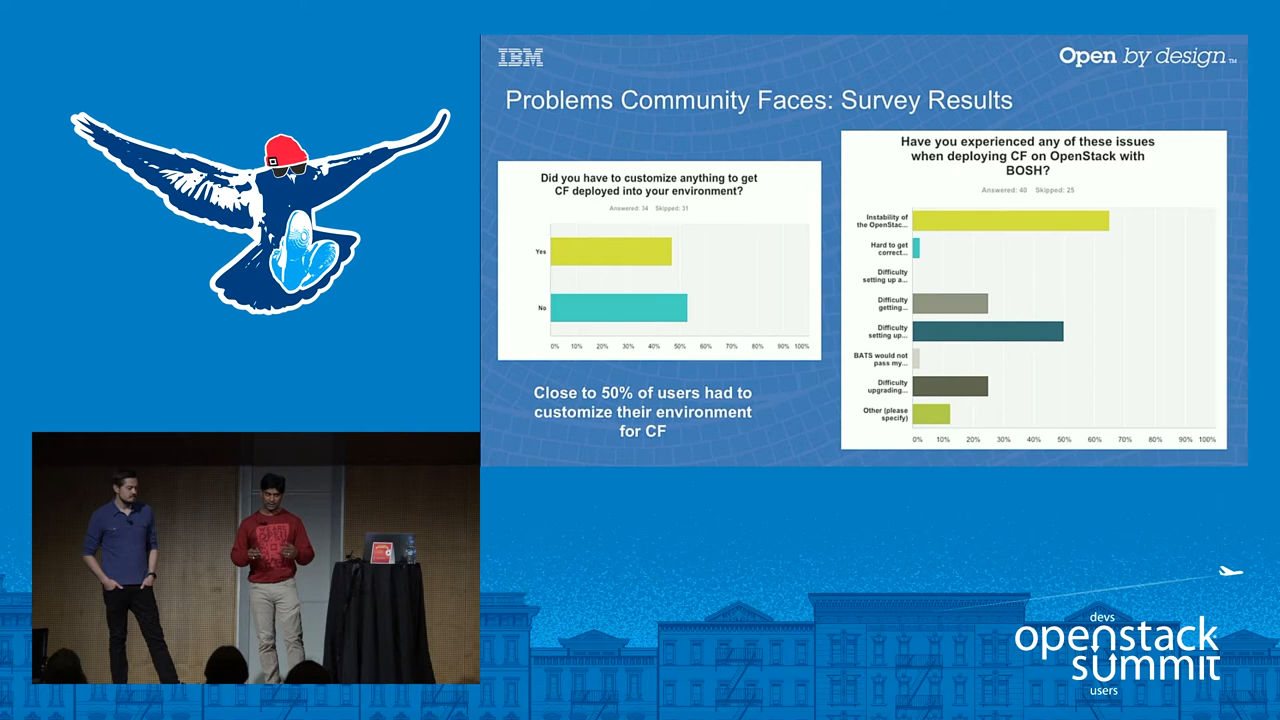 IBM
Open by design™
Problems Community Faces: Survey Results
Did you have to customize anything to get
CF deployed into your environment?
Answered: 34 Skipped: 31
Yes
No
0% 10% 20% 30% 40% 50% 60% 70% 80% 90% 100%
Close to 50% of users had to
customize their environment
for CF
Have you experienced any of these issues
when deploying CF on OpenStack with
BOSH?
Answered: 40 Skipped: 25
Instability of
the OpenStac...
Hard to get
correct...
Difficulty
setting up a...
Difficulty
getting...
Difficulty
setting up...
BATS would not
pass my...
Difficulty
upgrading...
Other (please
specify)
0% 10% 20% 30% 40% 50% 60% 70% 80% 90% 100%
devs
openstack
summit
users